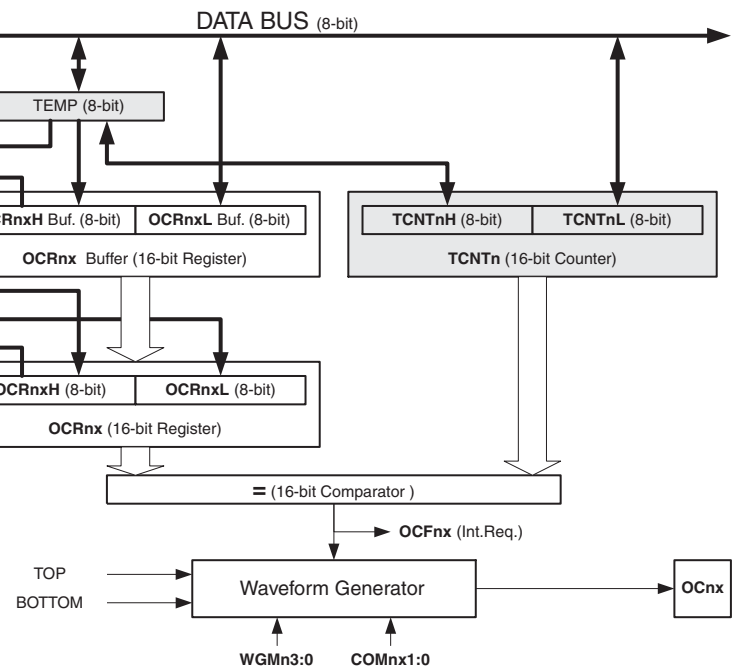 DATA BUS (8-bit)
TEMP (8-bit)
CRnxH Buf. (8-bit) OCRnxL Buf. (8-bit) TCNTnH (8-bit) TCNTnL (8-bit)
OCRnx Buffer (16-bit Register) TCNTn (16-bit Counter)
OCRnxH (8-bit) OCRnxL (8-bit)
OCRnx (16-bit Register)
= (16-bit Comparator )
OCFnx (Int.Req.)
TOP
BOTTOM
Waveform Generator
OCnx
WGMn3:0 COMnx1:0